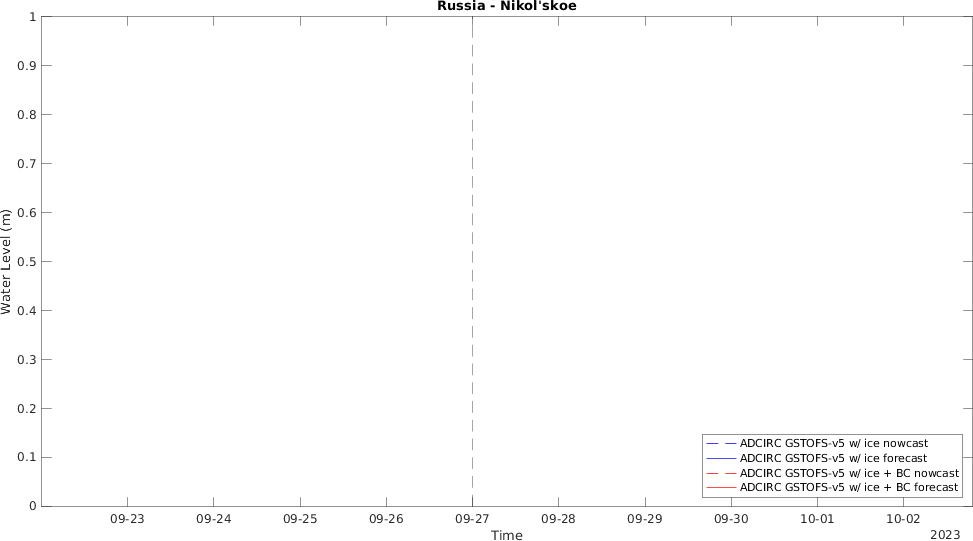 Russia - Nikol'skoe
1
0.9
0.8
0.7
0.6
0.5
0.4
0.3
0.2
0.1
0
Water Level (m)
ADCIRC GSTOFS-v5 w/ ice nowcast
ADCIRC GSTOFS-v5 w/ ice forecast
ADCIRC GSTOFS-v5 w/ ice + BC nowcast
ADCIRC GSTOFS-v5 w/ ice + BC forecast
09-23 09-24 09-25 09-26 09-27 09-28 09-29 09-30 10-01 10-02
Time
2023